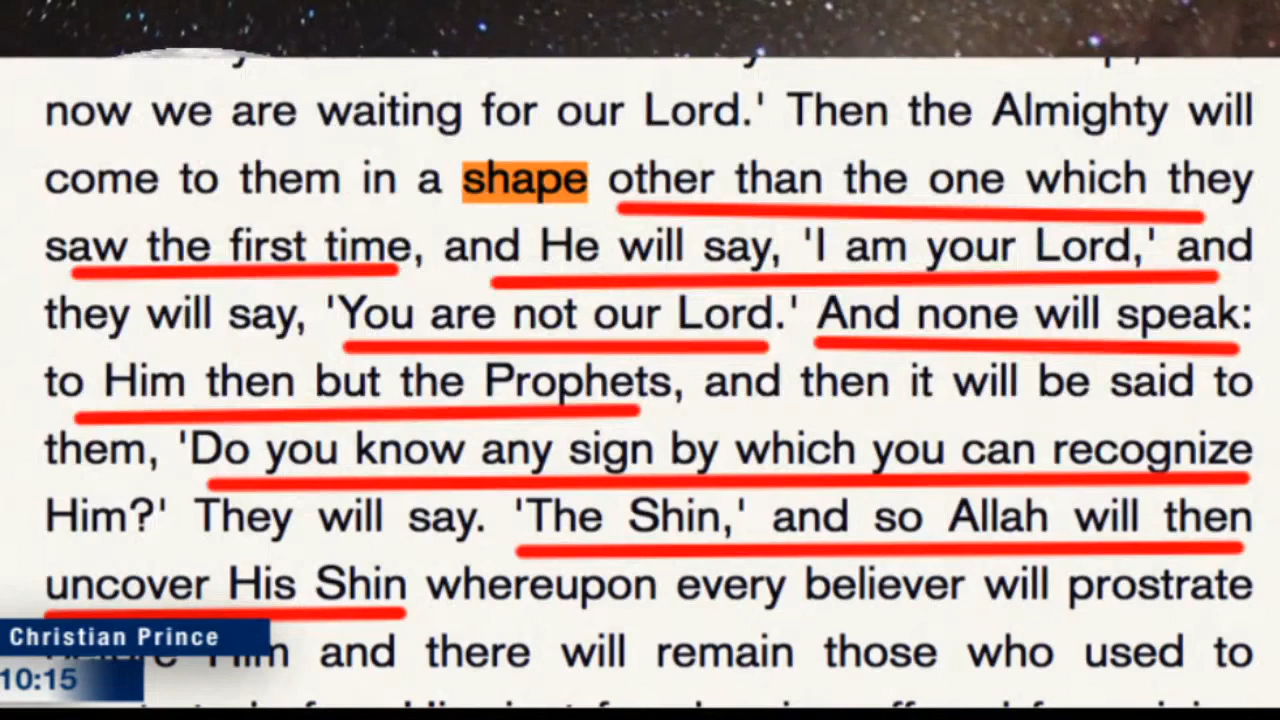 now we are waiting for our Lord.' Then the Almighty will
come to them in a shape other than the one which they
saw the first time, and He will say, 'I am your Lord,' and
they will say, 'You are not our Lord.' And none will speak:
to Him then but the Prophets, and then it will be said to
them, 'Do you know any sign by which you can recognize
Him?' They will say. 'The Shin,' and so Allah will then
uncover His Shin whereupon every believer will prostrate
Him and there will remain those who used to
Christian Prince
10:15